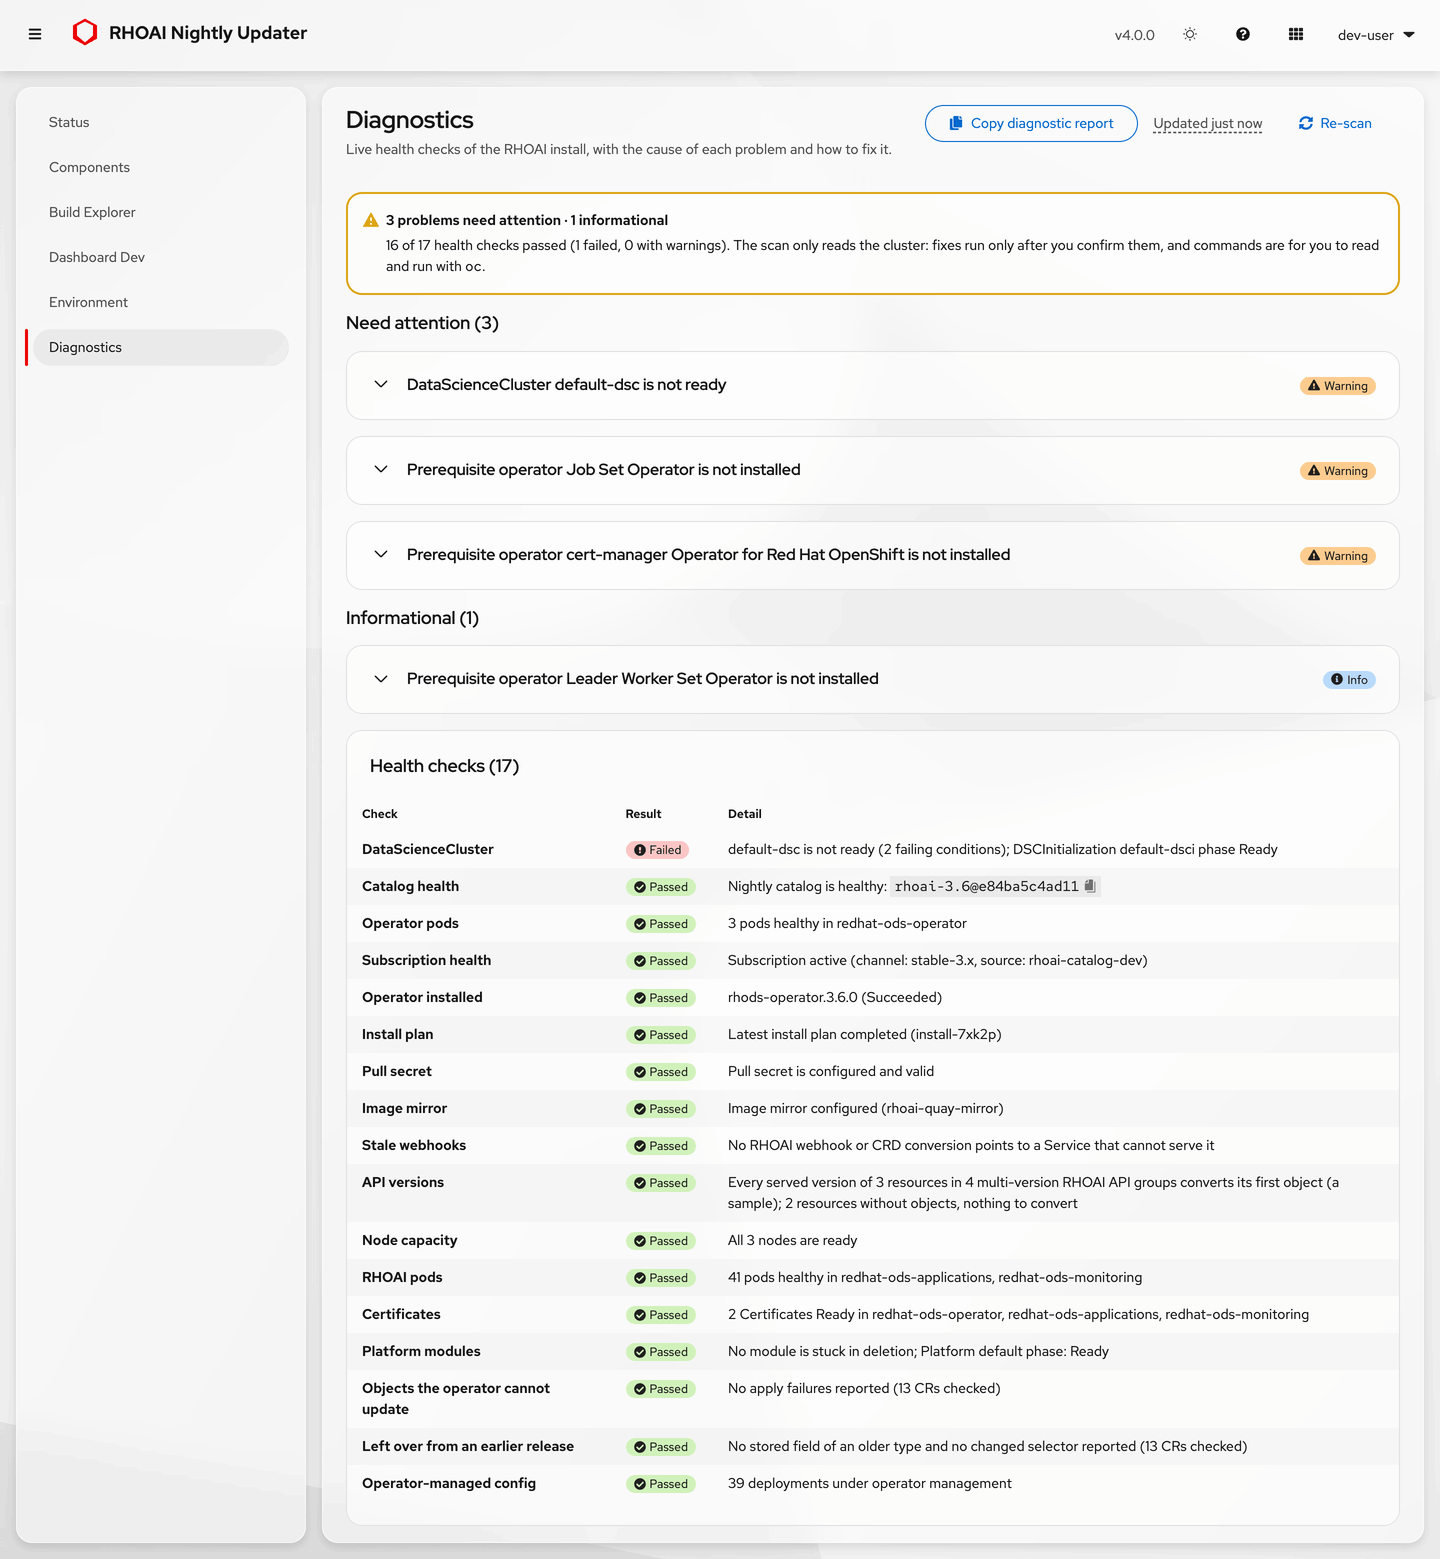 RHOAI Nightly Updater
v4.0.0
dev-user
Status
Components
Build Explorer
Dashboard Dev
Environment
Diagnostics
Diagnostics
Live health checks of the RHOAI install, with the cause of each problem and how to fix it.
Copy diagnostic report
Updated just now
Re-scan
3 problems need attention · 1 informational
16 of 17 health checks passed (1 failed, 0 with warnings). The scan only reads the cluster: fixes run only after you confirm them, and commands are for you to read
and run with oc.
Need attention (3)
DataScienceCluster default-dsc is not ready
Warning
Prerequisite operator Job Set Operator is not installed
Warning
Prerequisite operator cert-manager Operator for Red Hat OpenShift is not installed
Warning
Informational (1)
Prerequisite operator Leader Worker Set Operator is not installed
Info
Health checks (17)
Check Result Detail
DataScienceCluster Failed default-dsc is not ready (2 failing conditions); DSCInitialization default-dsci phase Ready
Catalog health Passed Nightly catalog is healthy: rhoai-3.6@e84ba5c4ad11
Operator pods Passed 3 pods healthy in redhat-ods-operator
Subscription health Passed Subscription active (channel: stable-3.x, source: rhoai-catalog-dev)
Operator installed Passed rhods-operator.3.6.0 (Succeeded)
Install plan Passed Latest install plan completed (install-7xk2p)
Pull secret Passed Pull secret is configured and valid
Image mirror Passed Image mirror configured (rhoai-quay-mirror)
Stale webhooks Passed No RHOAI webhook or CRD conversion points to a Service that cannot serve it
API versions Passed Every served version of 3 resources in 4 multi-version RHOAI API groups converts its first object (a
sample); 2 resources without objects, nothing to convert
Node capacity Passed All 3 nodes are ready
RHOAI pods Passed 41 pods healthy in redhat-ods-applications, redhat-ods-monitoring
Certificates Passed 2 Certificates Ready in redhat-ods-operator, redhat-ods-applications, redhat-ods-monitoring
Platform modules Passed No module is stuck in deletion; Platform default phase: Ready
Objects the operator cannot Passed No apply failures reported (13 CRs checked)
update
Left over from an earlier release Passed No stored field of an older type and no changed selector reported (13 CRs checked)
Operator-managed config Passed 39 deployments under operator management